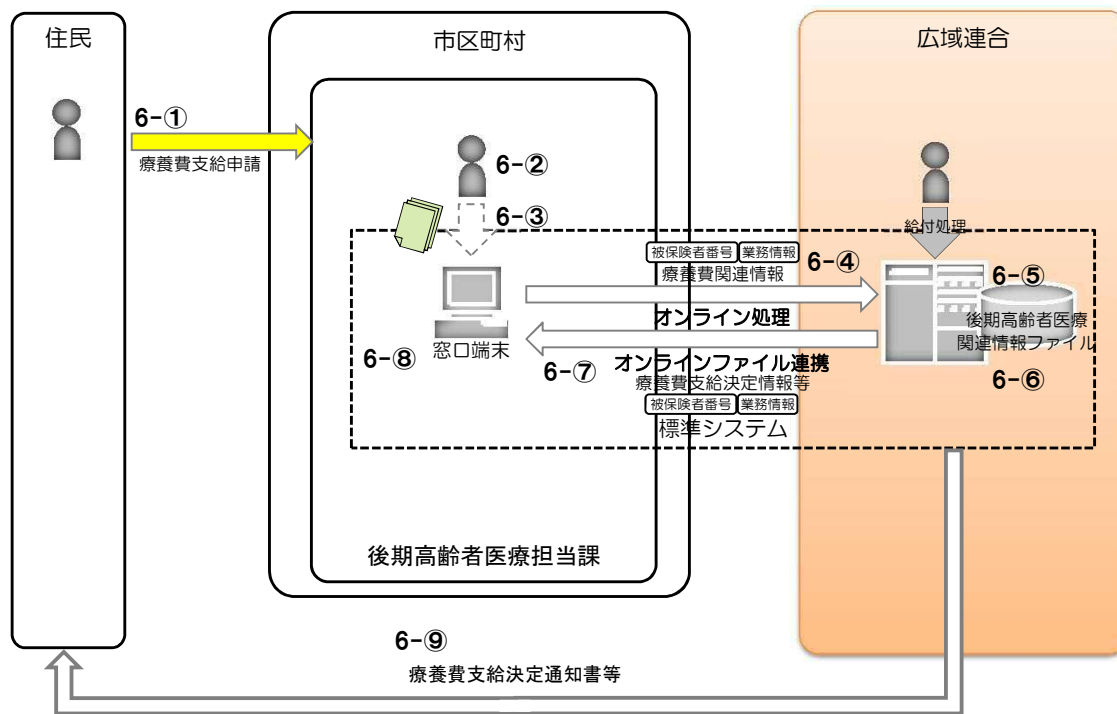 住民
市区町村
広域連合
6-①
療養費支給申請
6-②
6-③
給付処理
被保険者番号 業務情報
療養費関連情報
6-④
オンライン処理
6-⑤
後期高齢者医療
関連情報ファイル
6-⑥
窓口端末
6-⑧
6-⑦
オンラインファイル連携
療養費支給決定情報等
被保険者番号 業務情報
標準システム
後期高齢者医療担当課
6-⑨
療養費支給決定通知書等